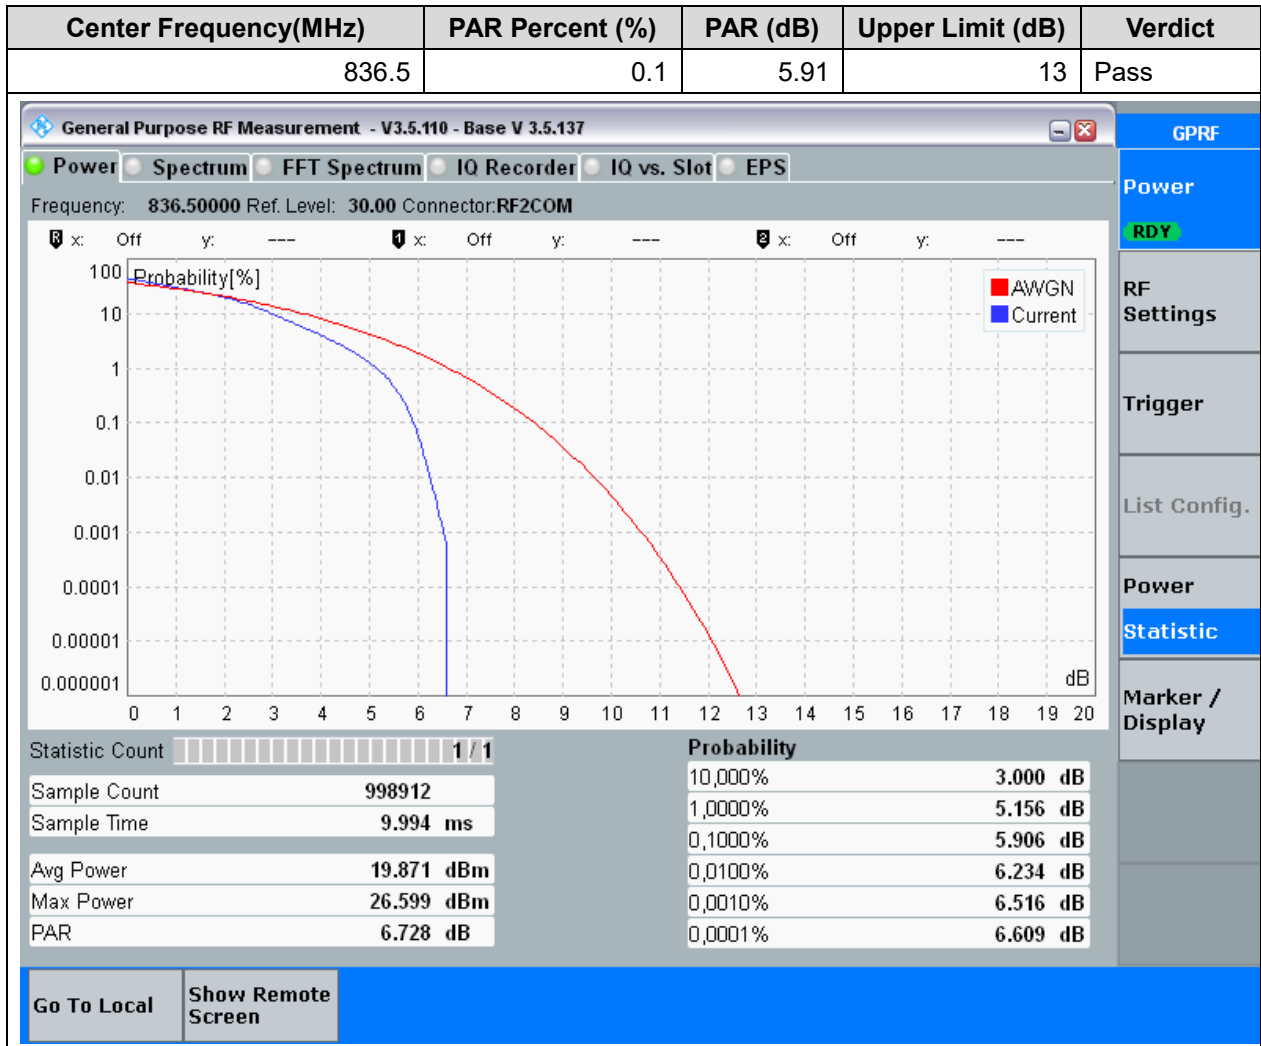 Center Frequency(MHz) PAR Percent (%) PAR (dB) Upper Limit (dB) Verdict
836.5 0.1 5.91 13 Pass
General Purpose RF Measurement - V3.5.110 - Base V 3.5.137
GPRF
Power Spectrum FFT Spectrum IQ Recorder IQ vs. Slot EPS
Power
RDY
Frequency: 836.50000 Ref. Level: 30.00 Connector:RF2COM
R x: Off y: --- 1 x: Off y: --- 2 x: Off y: ---
Probability[%]
AWGN
Current
100
10
1
0.1
0.01
0.001
0.0001
0.00001
0.000001
dB
0 1 2 3 4 5 6 7 8 9 10 11 12 13 14 15 16 17 18 19 20
RF
Settings
Trigger
List Config.
Power
Statistic
Marker /
Display
Statistic Count 1 / 1
Sample Count 998912
Sample Time 9.994 ms
Avg Power 19.871 dBm
Max Power 26.599 dBm
PAR 6.728 dB
Probability
10,000% 3.000 dB
1,0000% 5.156 dB
0,1000% 5.906 dB
0,0100% 6.234 dB
0,0010% 6.516 dB
0,0001% 6.609 dB
Go To Local
Show Remote
Screen